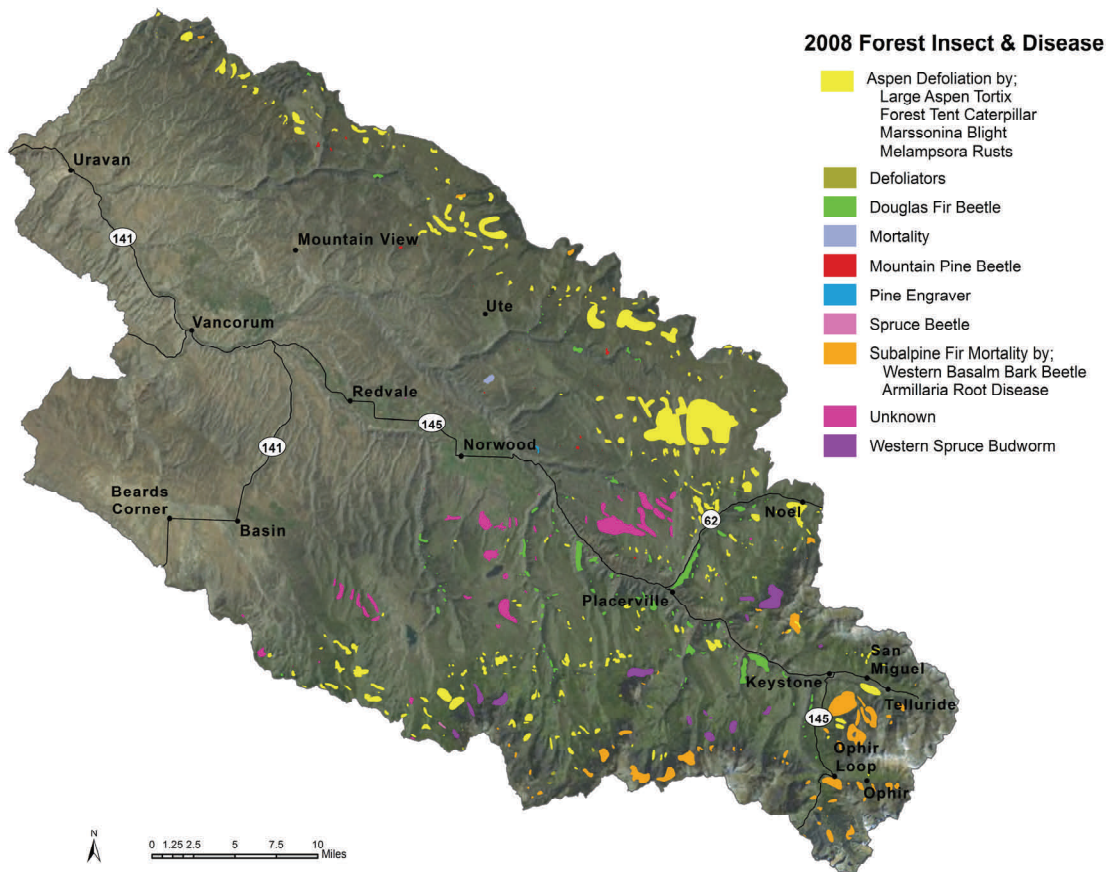 2008 Forest Insect & Disease
Aspen Defoliation by;
Large Aspen Tortix
Forest Tent Caterpillar
Marssonina Blight
Melampsora Rusts
Defoliators
Douglas Fir Beetle
Mortality
Mountain Pine Beetle
Pine Engraver
Spruce Beetle
Subalpine Fir Mortality by;
Western Basalm Bark Beetle
Armillaria Root Disease
Unknown
Western Spruce Budworm
Uravan
141
Mountain View
Ute
Vancorum
Redvale
145
Norwood
141
Beards
Corner
Basin
62
Noel
Placerville
San
Miguel
Keystone
Telluride
145
Ophir
Loop
Ophir
N
0 1.25 2.5 5 7.5 10
Miles